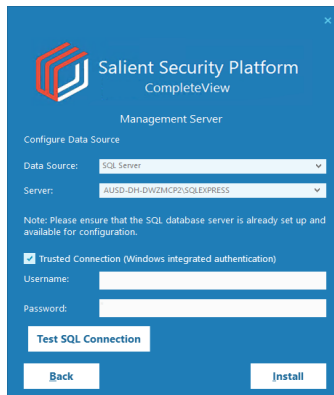 Salient Security Platform
CompleteView
Management Server
Configure Data Source
Data Source: SQL Server
Server: AUSD-DH-DWZMCP2\SQLEXPRESS
Note: Please ensure that the SQL database server is already set up and
available for configuration.
Trusted Connection (Windows integrated authentication)
Username:
Password:
Test SQL Connection
Back Install